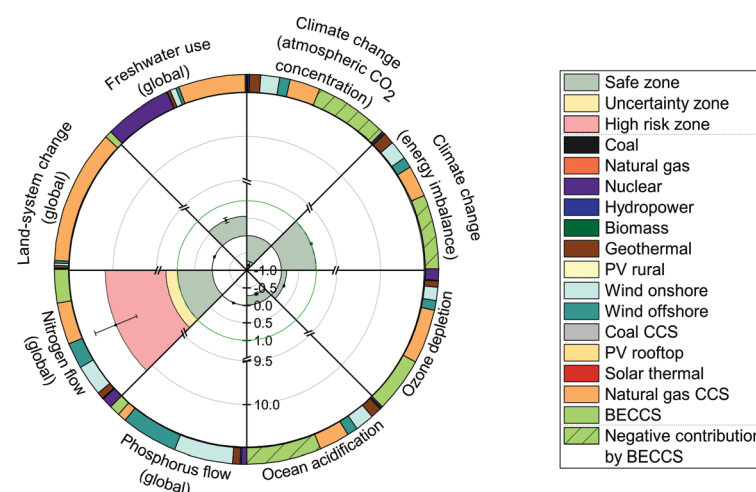 Climate change
(atmospheric CO2
concentration)
Freshwater use
(global)
Climate change
(energy imbalance)
Land-system change
(global)
Ozone depletion
Nitrogen flow
(global)
Phosphorus flow
(global)
Ocean acidification
-1.0
-0.5
0.0
0.5
1.0
9.5
10.0
Safe zone
Uncertainty zone
High risk zone
Coal
Natural gas
Nuclear
Hydropower
Biomass
Geothermal
PV rural
Wind onshore
Wind offshore
Coal CCS
PV rooftop
Solar thermal
Natural gas CCS
BECCS
Negative contribution
by BECCS